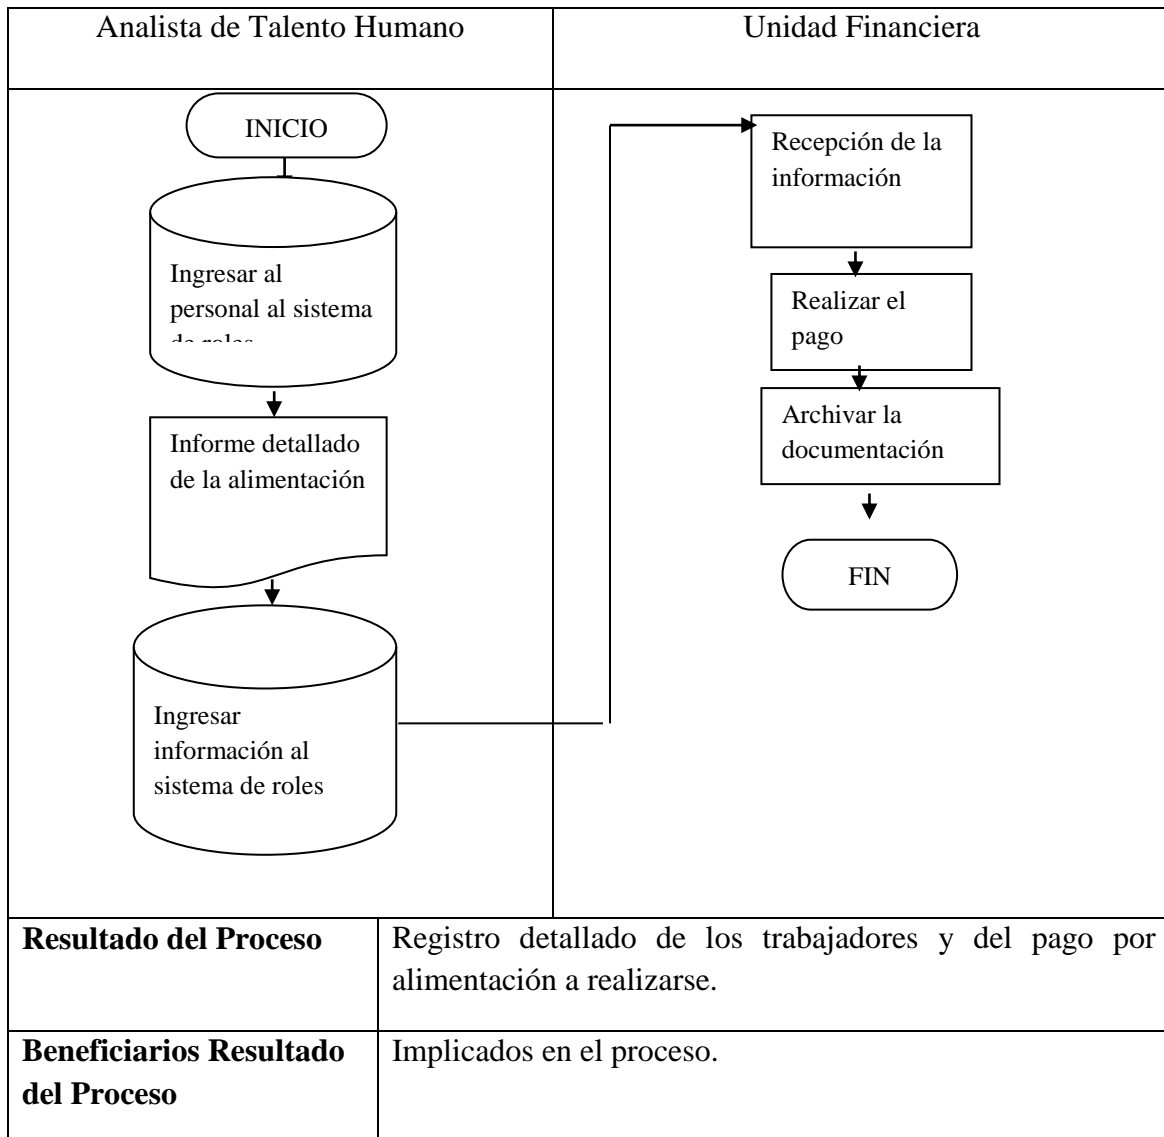 Analista de Talento Humano
Unidad Financiera
INICIO
Ingresar al
personal al sistema
de roles
Informe detallado
de la alimentación
Ingresar
información al
sistema de roles
Recepción de la
información
Realizar el
pago
Archivar la
documentación
FIN
Resultado del Proceso
Registro detallado de los trabajadores y del pago por
alimentación a realizarse.
Beneficiarios Resultado
del Proceso
Implicados en el proceso.